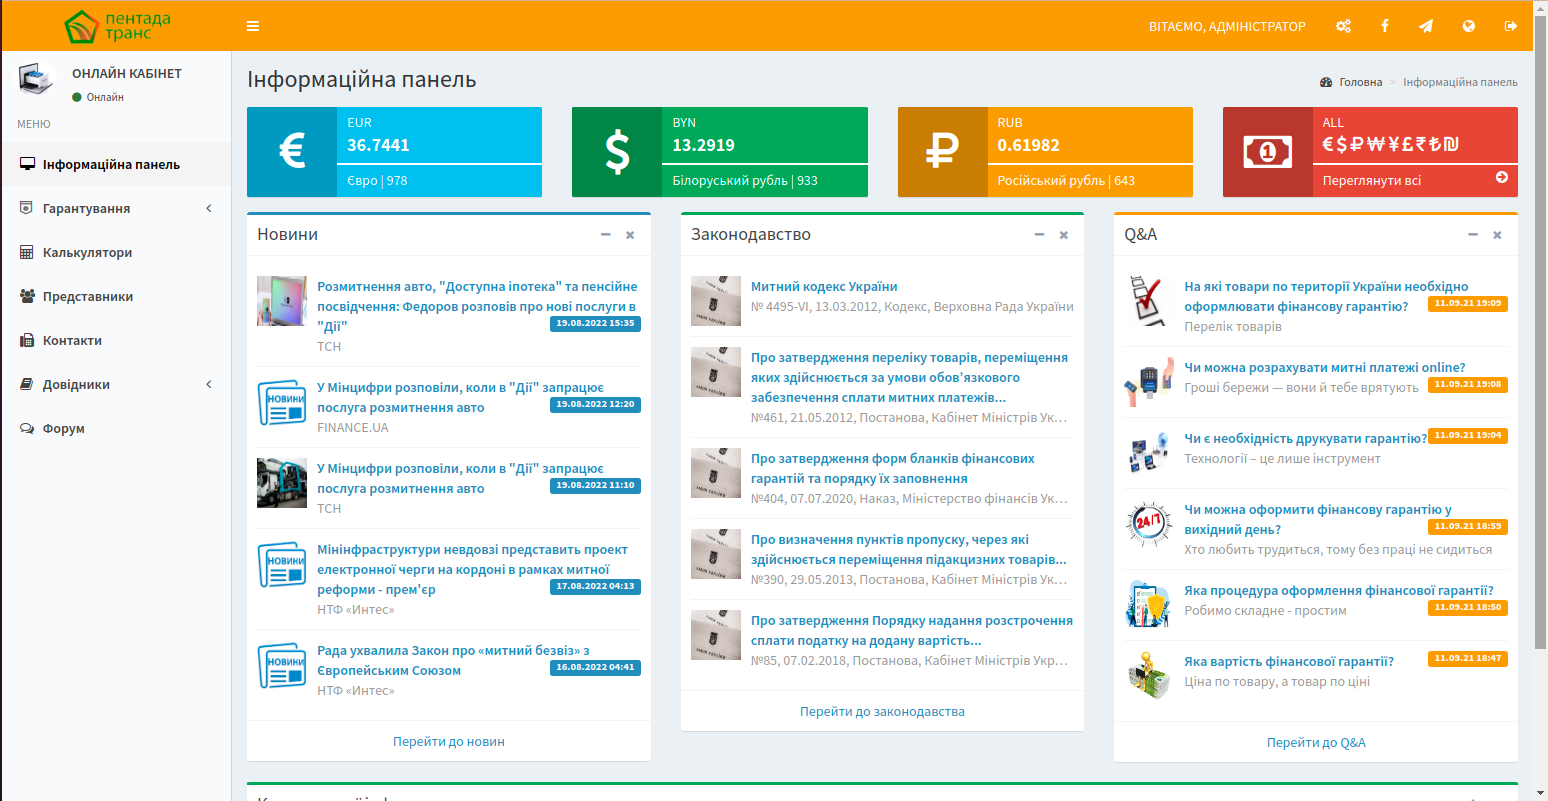 пентада
транс
ВІТАЄМО, АДМІНІСТРАТОР
ОНЛАЙН КАБІНЕТ
Онлайн
МЕНЮ
Інформаційна панель
Гарантування
Калькулятори
Представники
Контакти
Довідники
Форум
Інформаційна панель
Головна > Інформаційна панель
EUR
36.7441
Євро | 978
BYN
13.2919
Білоруський рубль | 933
RUB
0.61982
Російський рубль | 643
ALL
€$₽₩¥£₹₺₪
Переглянути всі
Новини
Розмитнення авто, "Доступна іпотека" та пенсійне
посвідчення: Федоров розповів про нові послуги в
"Дії" 19.08.2022 15:35
ТСН
НОВИНИ
У Мінцифри розповіли, коли в "Дії" запрацює
послуга розмитнення авто 19.08.2022 12:20
FINANCE.UA
У Мінцифри розповіли, коли в "Дії" запрацює
послуга розмитнення авто 19.08.2022 11:10
ТСН
НОВИНИ
Мінінфраструктури невдовзі представить проект
електронної черги на кордоні в рамках митної
реформи - прем'єр 17.08.2022 04:13
НТФ «Интес»
НОВИНИ
Рада ухвалила Закон про «митний безвіз» з
Європейським Союзом 16.08.2022 04:41
НТФ «Интес»
Перейти до новин
Законодавство
Митний кодекс України
№ 4495-VI, 13.03.2012, Кодекс, Верховна Рада України
Про затвердження переліку товарів, переміщення
яких здійснюється за умови обов’язкового
забезпечення сплати митних платежів...
№461, 21.05.2012, Постанова, Кабінет Міністрів Ук…
Про затвердження форм бланків фінансових
гарантій та порядку їх заповнення
№404, 07.07.2020, Наказ, Міністерство фінансів Ук…
Про визначення пунктів пропуску, через які
здійснюється переміщення підакцизних товарів...
№390, 29.05.2013, Постанова, Кабінет Міністрів Ук…
Про затвердження Порядку надання розстрочення
сплати податку на додану вартість...
№85, 07.02.2018, Постанова, Кабінет Міністрів Укр…
Перейти до законодавства
Q&A
На які товари по території України необхідно
оформлювати фінансову гарантію? 11.09.21 19:09
Перелік товарів
Чи можна розрахувати митні платежі online?
Гроші бережи — вони й тебе врятують 11.09.21 19:08
Чи є необхідність друкувати гарантію? 11.09.21 19:04
Технології – це лише інструмент
24/7
Чи можна оформити фінансову гарантію у
вихідний день? 11.09.21 18:59
Хто любить трудиться, тому без праці не сидиться
Яка процедура оформлення фінансової гарантії?
Робимо складне - простим 11.09.21 18:50
Яка вартість фінансової гарантії? 11.09.21 18:47
Ціна по товару, а товар по ціні
Перейти до Q&A